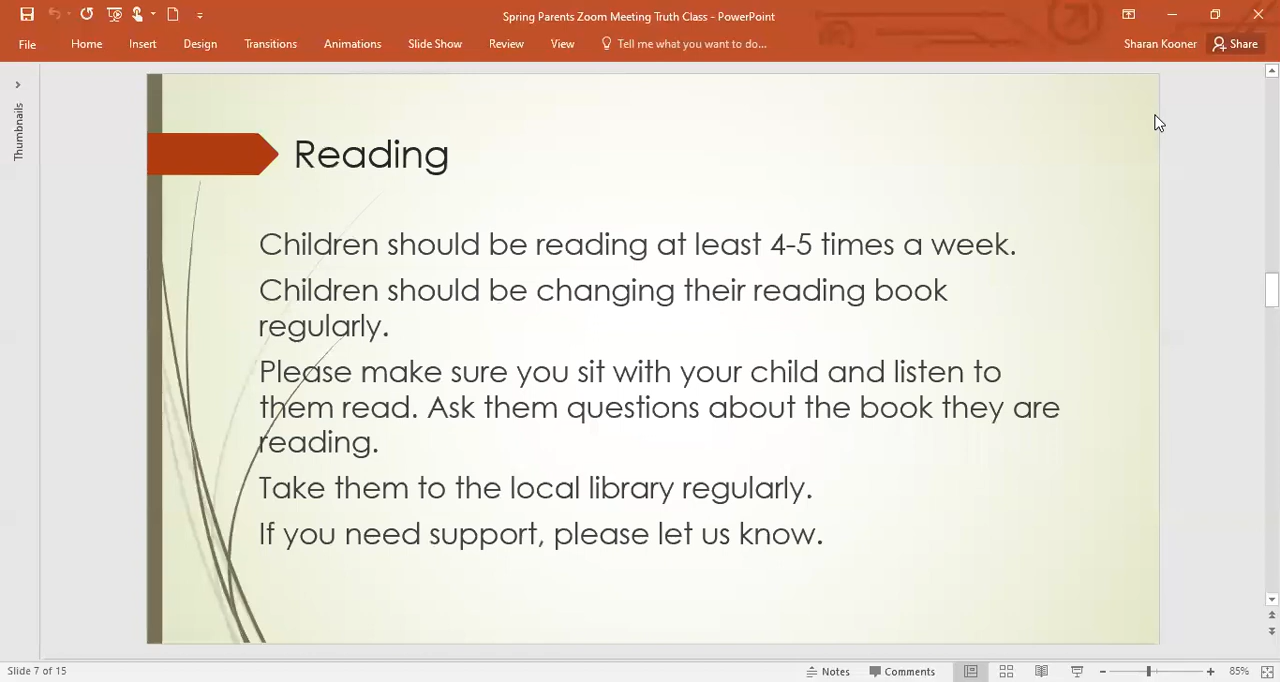 Spring Parents Zoom Meeting Truth Class - PowerPoint
File Home Insert Design Transitions Animations Slide Show Review View Tell me what you want to do... Sharan Kooner Share
Thumbnails
Reading
Children should be reading at least 4-5 times a week.
Children should be changing their reading book
regularly.
Please make sure you sit with your child and listen to
them read. Ask them questions about the book they are
reading.
Take them to the local library regularly.
If you need support, please let us know.
Slide 7 of 15 Notes Comments 85%